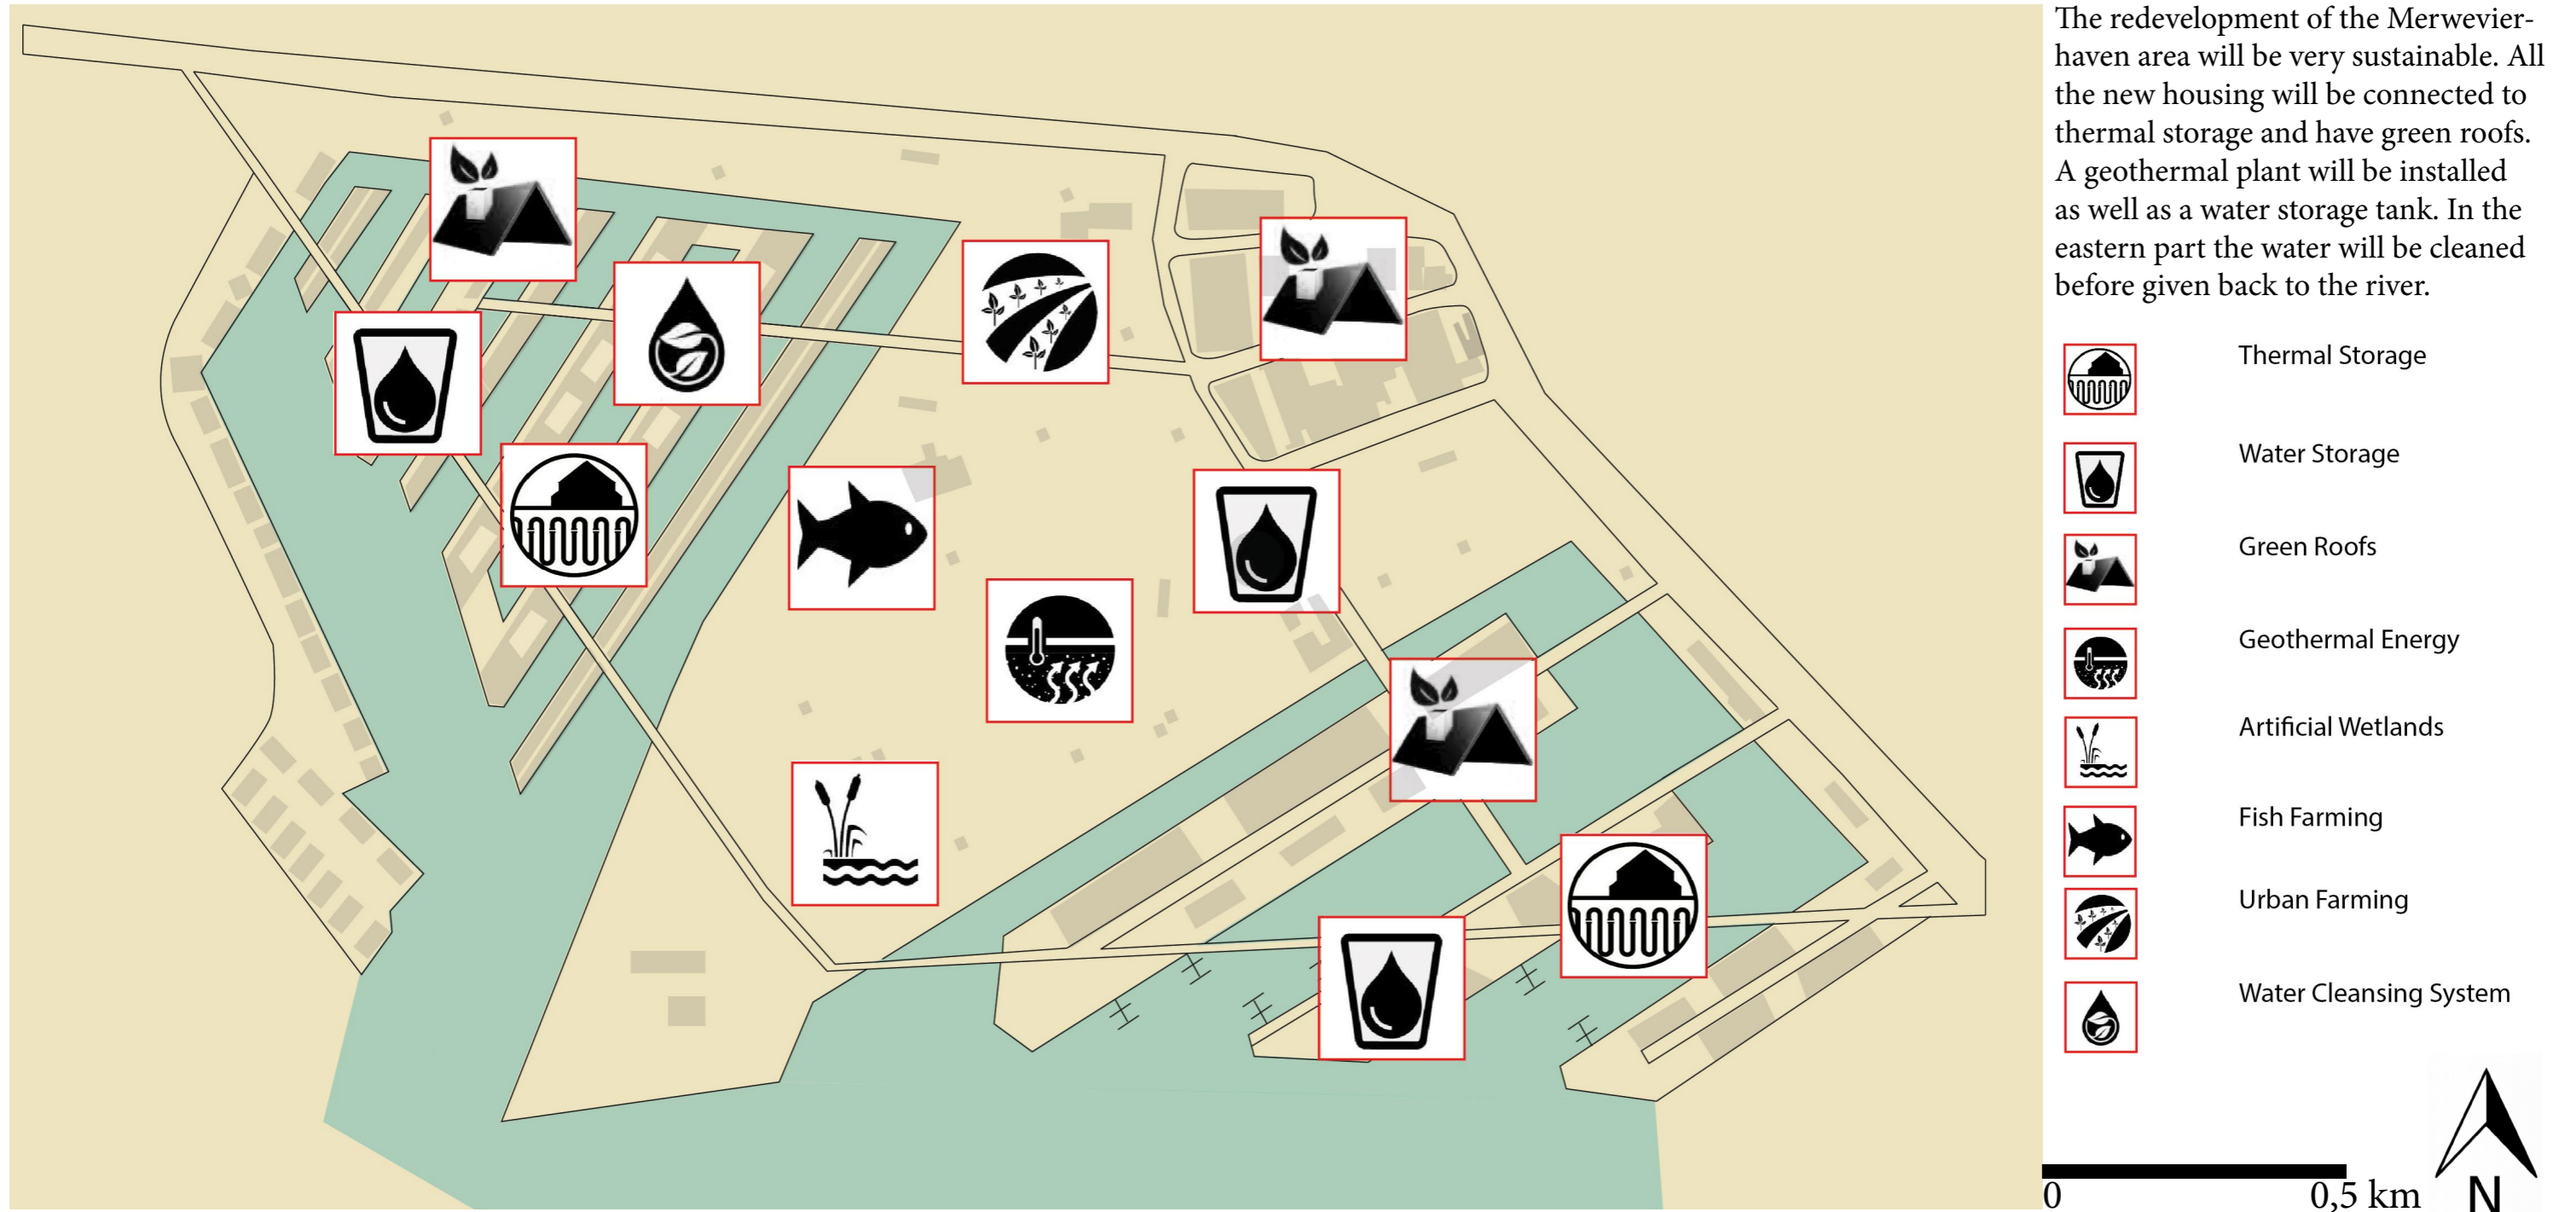 The redevelopment of the Merwevier-
haven area will be very sustainable. All
the new housing will be connected to
thermal storage and have green roofs.
A geothermal plant will be installed
as well as a water storage tank. In the
eastern part the water will be cleaned
before given back to the river.
Thermal Storage
Water Storage
Green Roofs
Geothermal Energy
Artificial Wetlands
Fish Farming
Urban Farming
Water Cleansing System
0
0,5 km
N